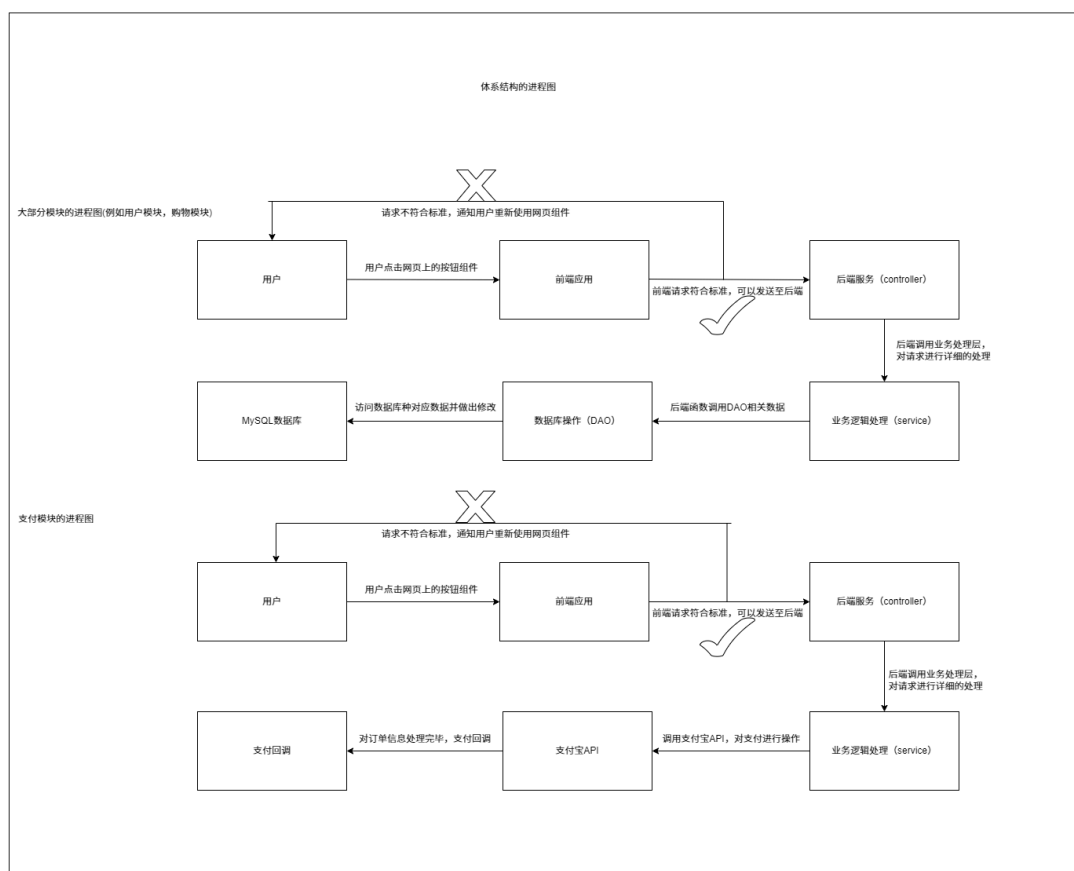 体系结构的进程图
大部分模块的进程图(例如用户模块，购物模块)
请求不符合标准，通知用户重新使用网页组件
用户
用户点击网页上的按钮组件
前端应用
前端请求符合标准，可以发送至后端
后端服务（controller）
后端调用业务处理层，
对请求进行详细的处理
MySQL数据库
访问数据库种对应数据并做出修改
数据库操作（DAO）
后端函数调用DAO相关数据
业务逻辑处理（service）
支付模块的进程图
请求不符合标准，通知用户重新使用网页组件
用户
用户点击网页上的按钮组件
前端应用
前端请求符合标准，可以发送至后端
后端服务（controller）
后端调用业务处理层，
对请求进行详细的处理
支付回调
对订单信息处理完毕，支付回调
支付宝API
调用支付宝API，对支付进行操作
业务逻辑处理（service）